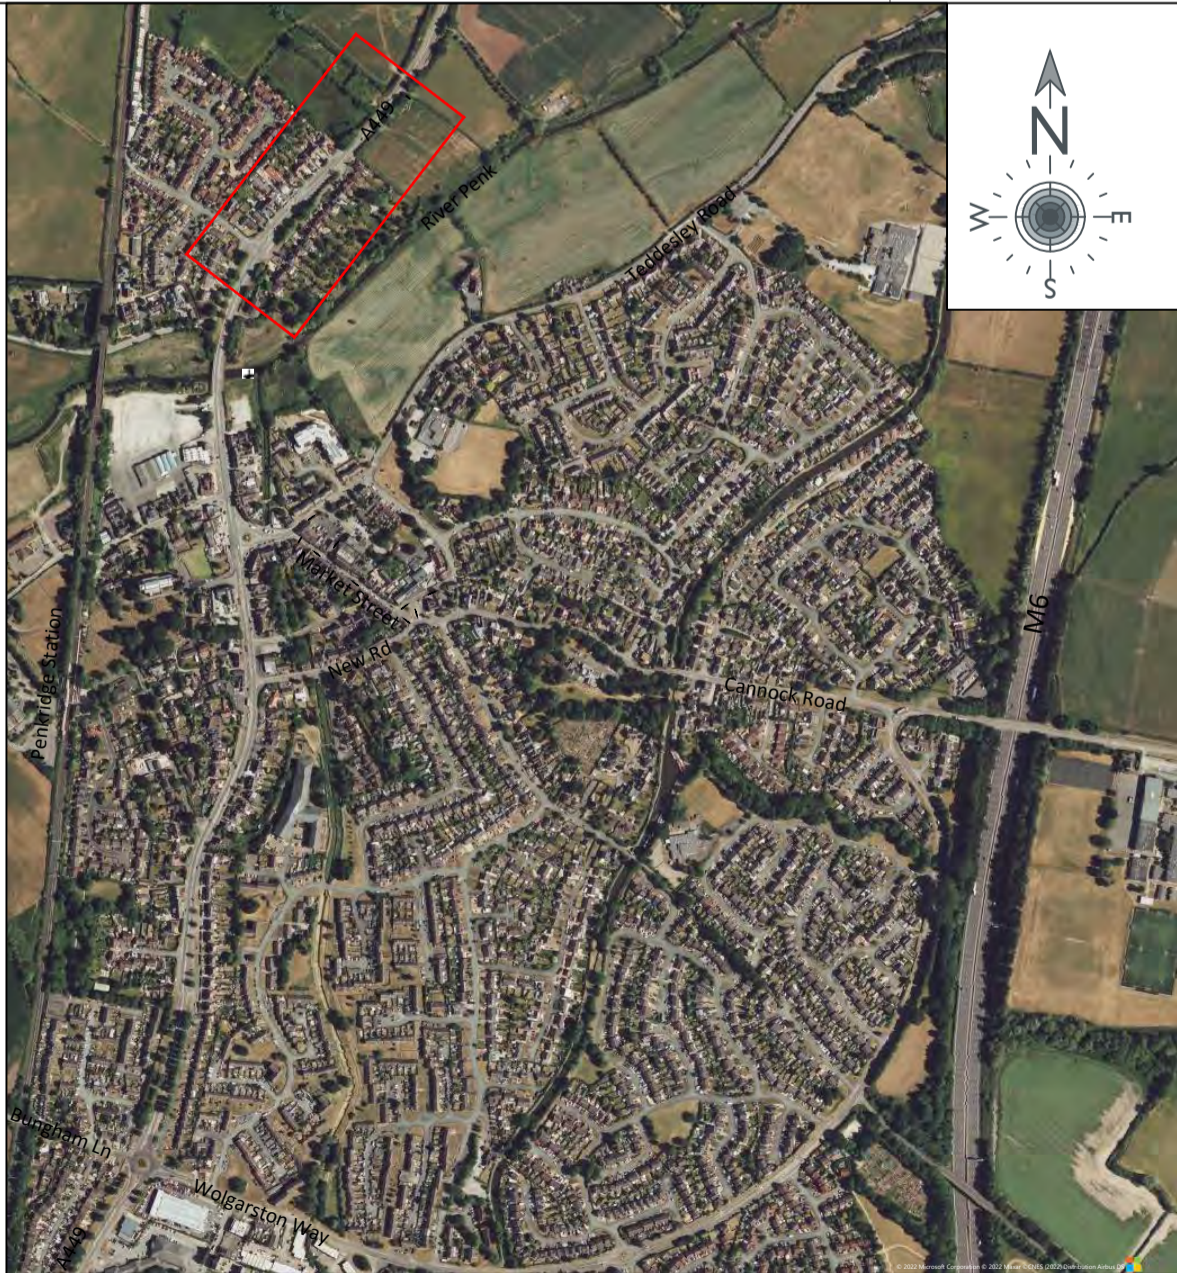 N
W
E
S
A449
River Penk
Teddesley Road
Market Street
New Rd
Penkridge Station
Cannock Road
M6
Bungham Ln
Wolgarston Way
A449
© 2022 Microsoft Corporation © 2022 Maxar © CNES (2022) Distribution Airbus DS